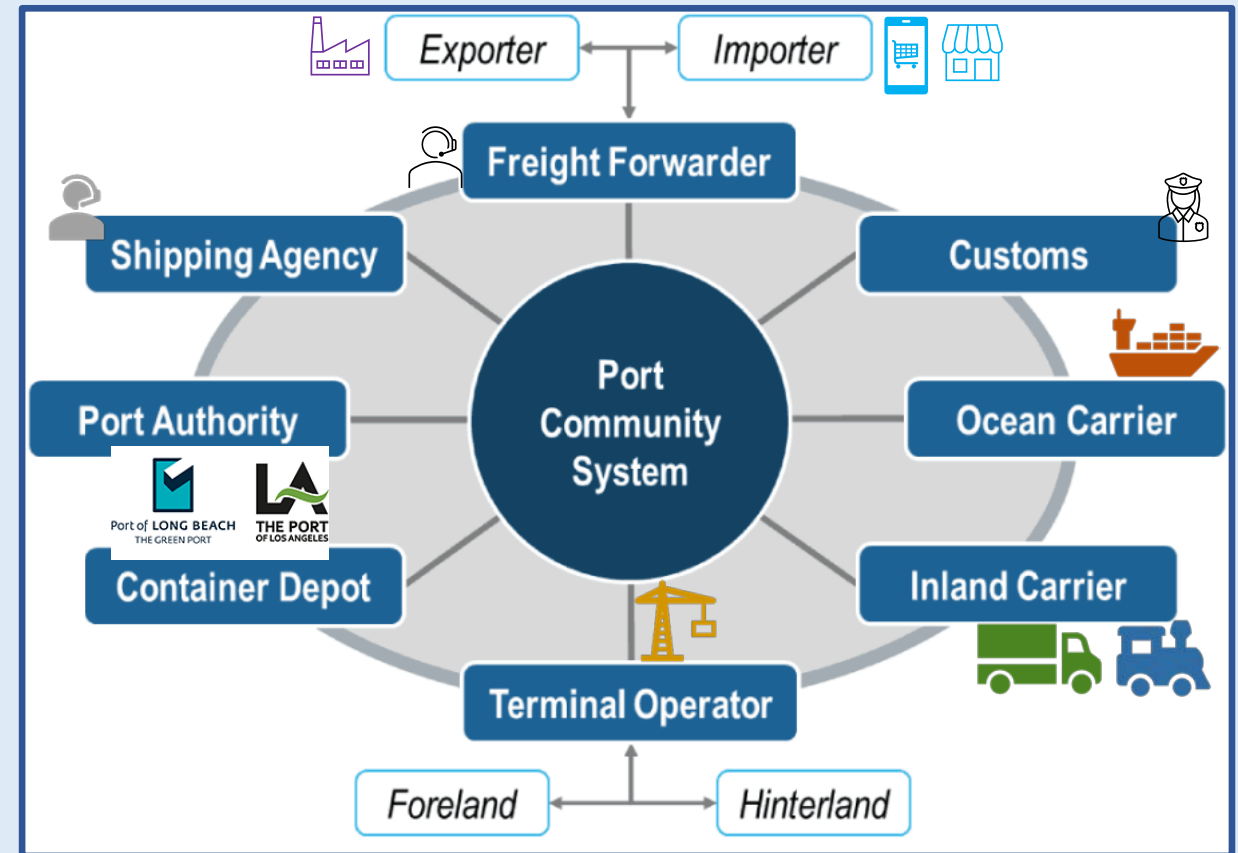 Exporter
Importer
Freight Forwarder
Shipping Agency
Customs
Port
Community
System
Port Authority
Ocean Carrier
Port of LONG BEACH
THE GREEN PORT
LA
THE PORT
OF LOS ANGELES
Container Depot
Inland Carrier
Terminal Operator
Foreland
Hinterland